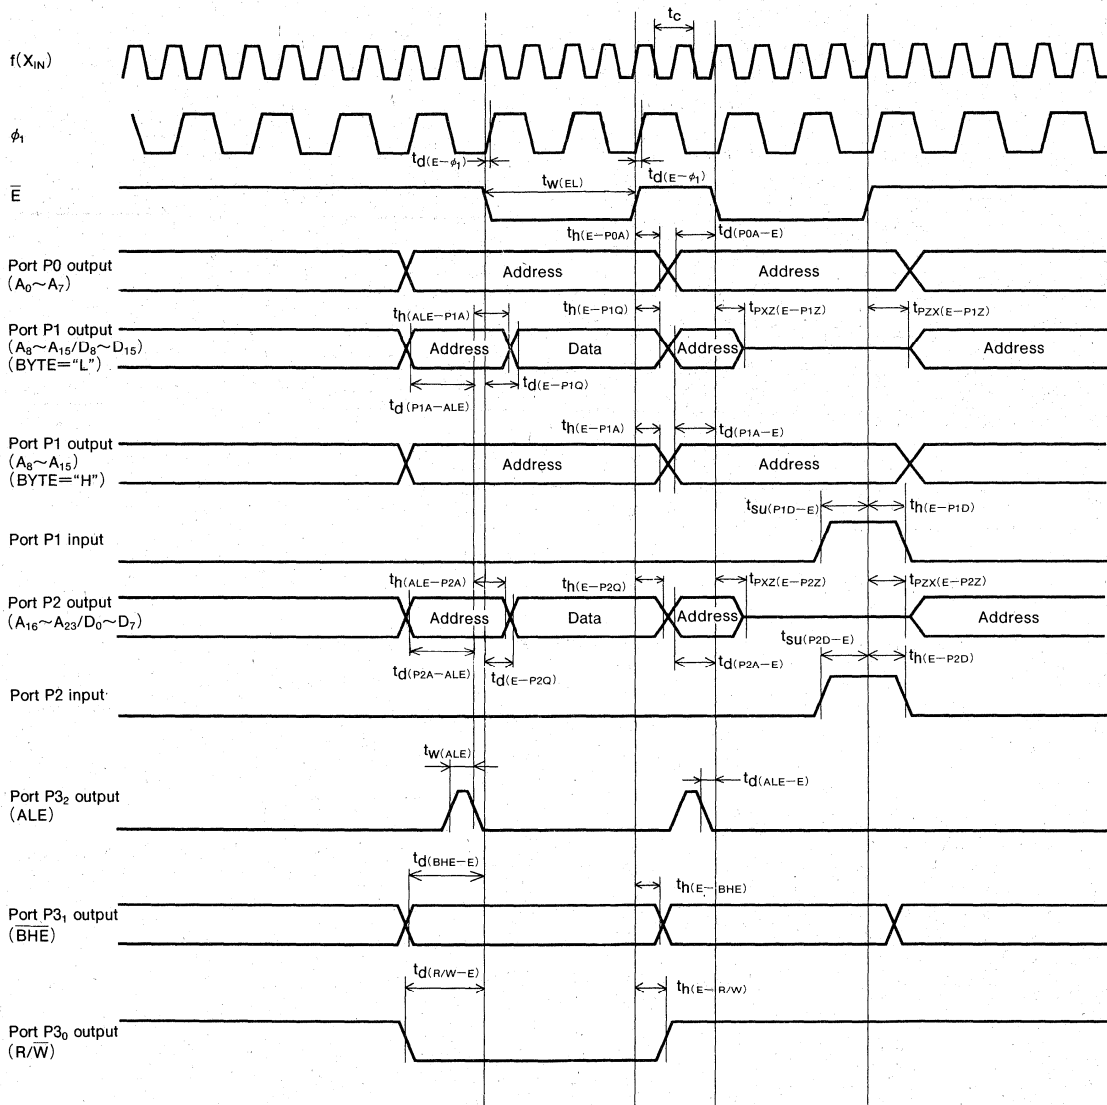 tc
f(XIN)
ϕ1
td(E−ϕ1)
tw(EL)
td(E−ϕ1)
E̅
th(E−P0A)
td(P0A−E)
Port P0 output
(A0～A7)
Address
Address
th(ALE−P1A)
th(E−P1Q)
tPXZ(E−P1Z)
tPZX(E−P1Z)
Port P1 output
(A8～A15/D8～D15)
(BYTE="L")
Address
Data
Address
Address
td(P1A−ALE)
td(E−P1Q)
th(E−P1A)
td(P1A−E)
Port P1 output
(A8～A15)
(BYTE="H")
Address
Address
tsu(P1D−E)
th(E−P1D)
Port P1 input
th(ALE−P2A)
th(E−P2Q)
tPXZ(E−P2Z)
tPZX(E−P2Z)
Port P2 output
(A16～A23/D0～D7)
Address
Data
Address
Address
tsu(P2D−E)
th(E−P2D)
td(P2A−ALE)
td(E−P2Q)
td(P2A−E)
Port P2 input
tw(ALE)
td(ALE−E)
Port P32 output
(ALE)
td(BHE−E)
th(E−BHE)
Port P31 output
(B̅H̅E̅)
td(R/W−E)
th(E−R/W)
Port P30 output
(R/W̅)